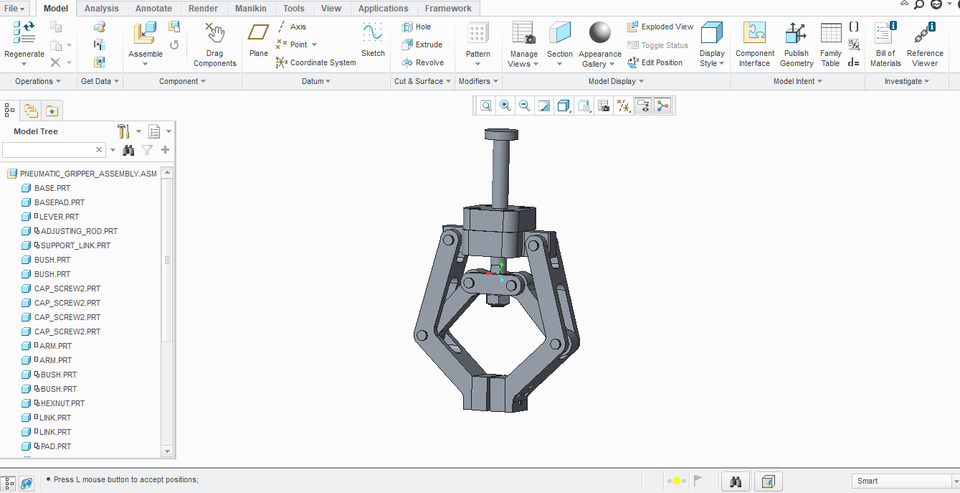 File Model Analysis Annotate Render Manikin Tools View Applications Framework
Regenerate
Operations
Get Data
Assemble
Drag Components
Component
Plane
Axis
Point
Coordinate System
Sketch
Datum
Hole
Extrude
Revolve
Cut & Surface
Pattern
Modifiers
Manage Views
Section
Appearance Gallery
Exploded View
Toggle Status
Edit Position
Display Style
Model Display
Component Interface
Publish Geometry
Family Table
d=
Model Intent
Bill of Materials
Reference Viewer
Investigate
Model Tree
PNEUMATIC_GRIPPER_ASSEMBLY.ASM
BASE.PRT
BASEPAD.PRT
LEVER.PRT
ADJUSTING_ROD.PRT
SUPPORT_LINK.PRT
BUSH.PRT
BUSH.PRT
CAP_SCREW2.PRT
CAP_SCREW2.PRT
CAP_SCREW2.PRT
CAP_SCREW2.PRT
ARM.PRT
ARM.PRT
BUSH.PRT
BUSH.PRT
HEXNUT.PRT
LINK.PRT
LINK.PRT
PAD.PRT
Press L mouse button to accept positions;
Smart